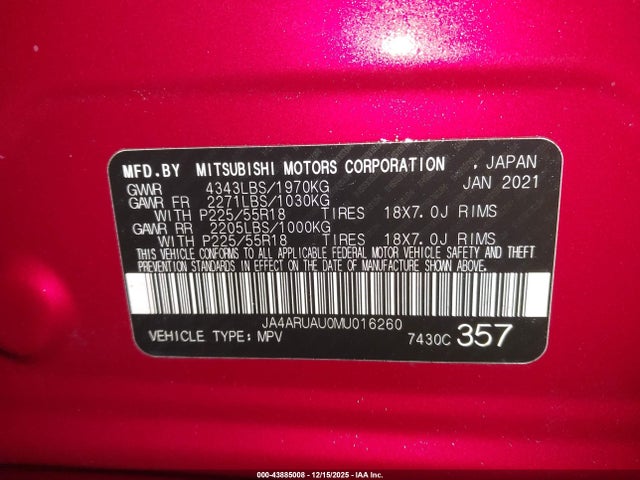 MFD.BY MITSUBISHI MOTORS CORPORATION , JAPAN
GVWR 4343LBS/1970KG JAN 2021
GAWR FR 2271LBS/1030KG
WITH P225/55R18 TIRES 18X7.0J RIMS
GAWR RR 2205LBS/1000KG
WITH P225/55R18 TIRES 18X7.0J RIMS
THIS VEHICLE CONFORMS TO ALL APPLICABLE FEDERAL MOTOR VEHICLE SAFETY AND THEFT
PREVENTION STANDARDS IN EFFECT ON THE DATE OF MANUFACTURE SHOWN ABOVE.
JA4ARUAU0MU016260
VEHICLE TYPE: MPV 7430C 357
000-43885008 - 12/15/2025 - IAA Inc.